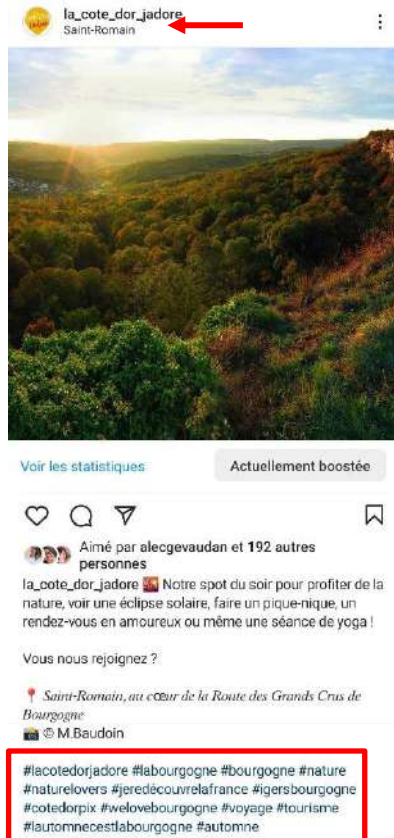 la_cote_dor_jadore
Saint-Romain
Voir les statistiques
Actuellement boostée
Aimé par alecgevaudan et 192 autres
personnes
la_cote_dor_jadore 🌇 Notre spot du soir pour profiter de la
nature, voir une éclipse solaire, faire un pique-nique, un
rendez-vous en amoureux ou même une séance de yoga !
Vous nous rejoignez ?
📍 Saint-Romain, au cœur de la Route des Grands Crus de
Bourgogne
📸 © M.Baudoin
#lacotedorjadore #labourgogne #bourgogne #nature
#naturelovers #jeredécouvrelafrance #igersbourgogne
#cotedorpix #welovebourgogne #voyage #tourisme
#lautomnecestlabourgogne #automne